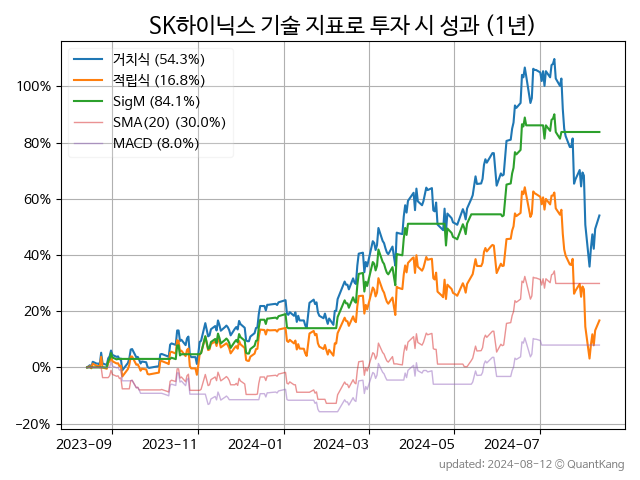 SK하이닉스 기술 지표로 투자 시 성과 (1년)
거치식 (54.3%)
적립식 (16.8%)
SigM (84.1%)
SMA(20) (30.0%)
MACD (8.0%)
100%
80%
60%
40%
20%
0%
−20%
2023-09 2023-11 2024-01 2024-03 2024-05 2024-07
updated: 2024-08-12 © QuantKang